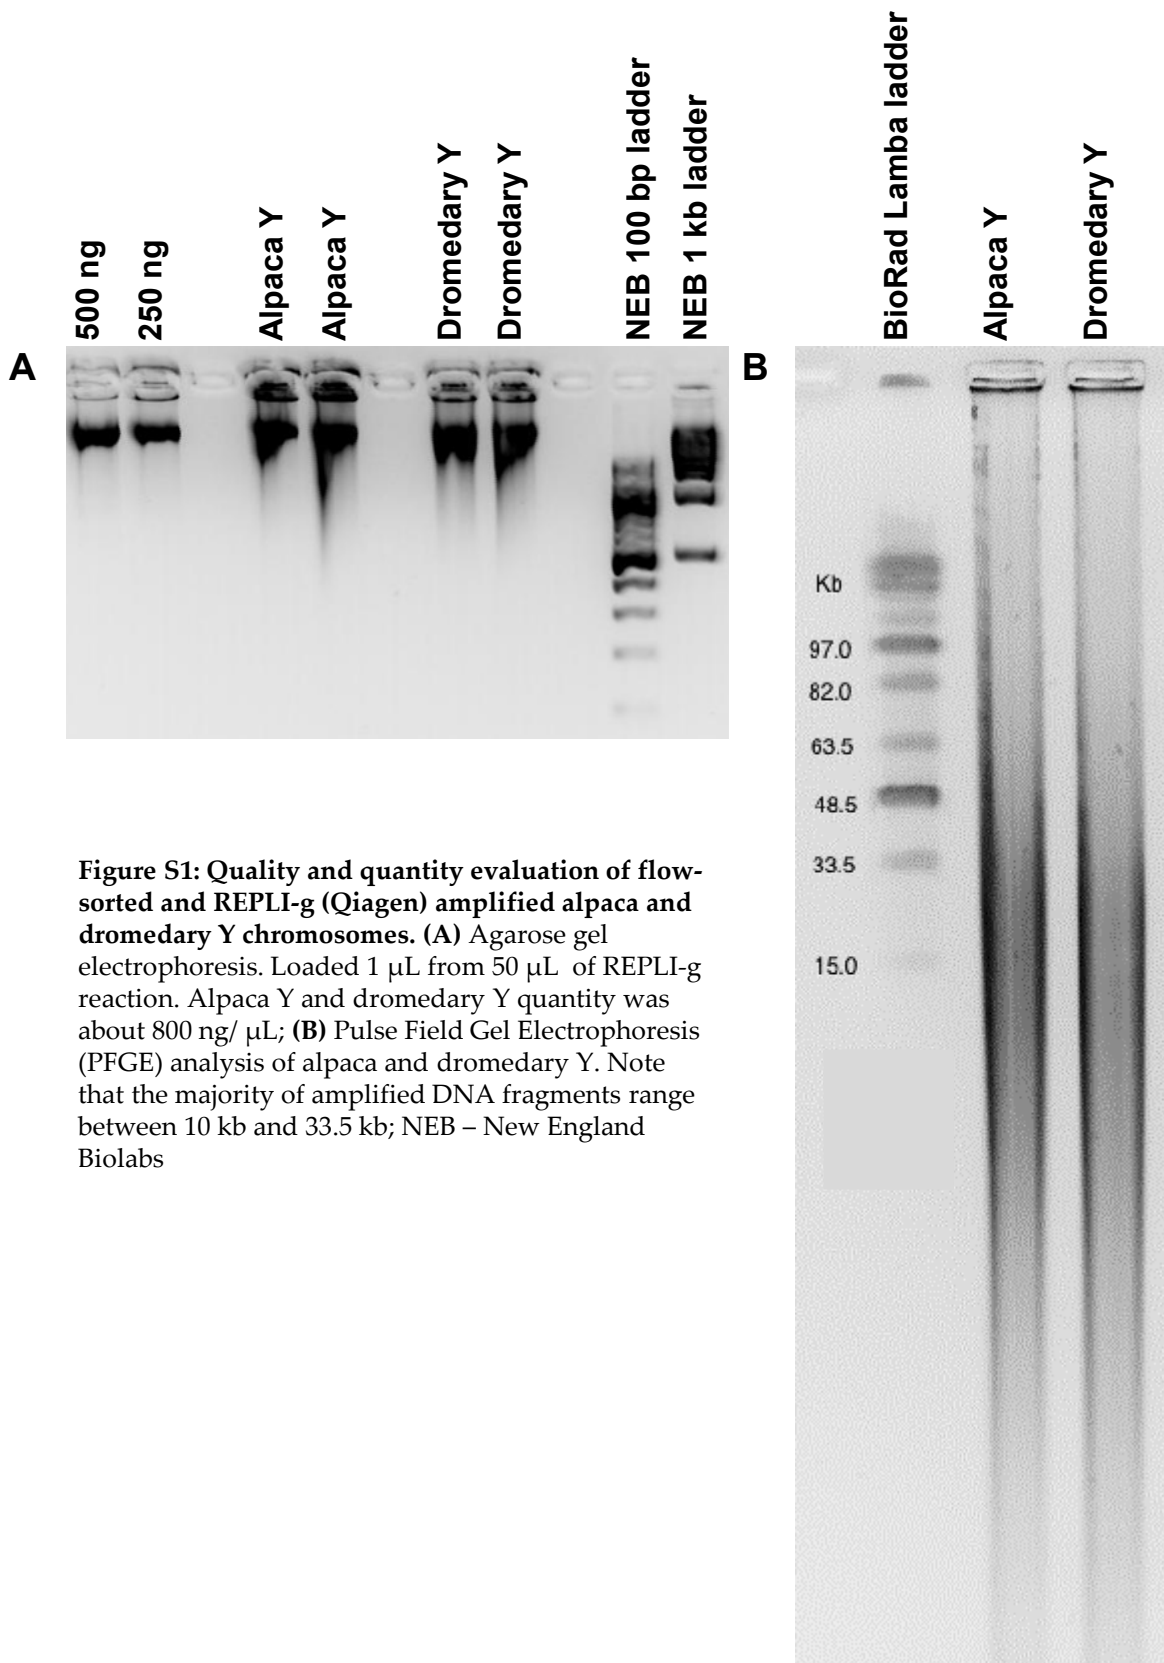 500 ng
250 ng
Alpaca Y
Alpaca Y
Dromedary Y
Dromedary Y
NEB 100 bp ladder
NEB 1 kb ladder
BioRad Lamba ladder
Alpaca Y
Dromedary Y
A
B
Kb
97.0
82.0
63.5
48.5
33.5
15.0
Figure S1: Quality and quantity evaluation of flow-
sorted and REPLI-g (Qiagen) amplified alpaca and
dromedary Y chromosomes. (A) Agarose gel
electrophoresis. Loaded 1 µL from 50 µL of REPLI-g
reaction. Alpaca Y and dromedary Y quantity was
about 800 ng/ µL; (B) Pulse Field Gel Electrophoresis
(PFGE) analysis of alpaca and dromedary Y. Note
that the majority of amplified DNA fragments range
between 10 kb and 33.5 kb; NEB – New England
Biolabs